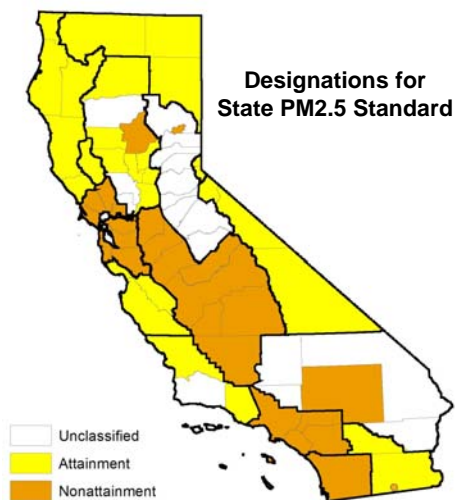 Designations for
State PM2.5 Standard
Unclassified
Attainment
Nonattainment